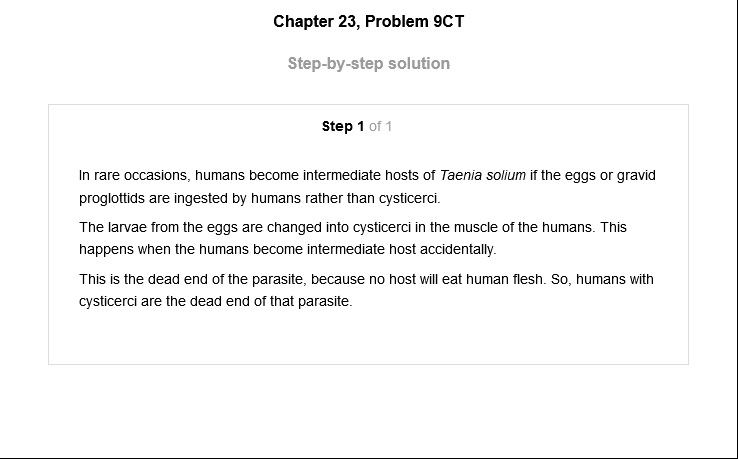 Chapter 23, Problem 9CT
Step-by-step solution
Step 1 of 1
In rare occasions, humans become intermediate hosts of Taenia solium if the eggs or gravid
proglottids are ingested by humans rather than cysticerci.
The larvae from the eggs are changed into cysticerci in the muscle of the humans. This
happens when the humans become intermediate host accidentally.
This is the dead end of the parasite, because no host will eat human flesh. So, humans with
cysticerci are the dead end of that parasite.